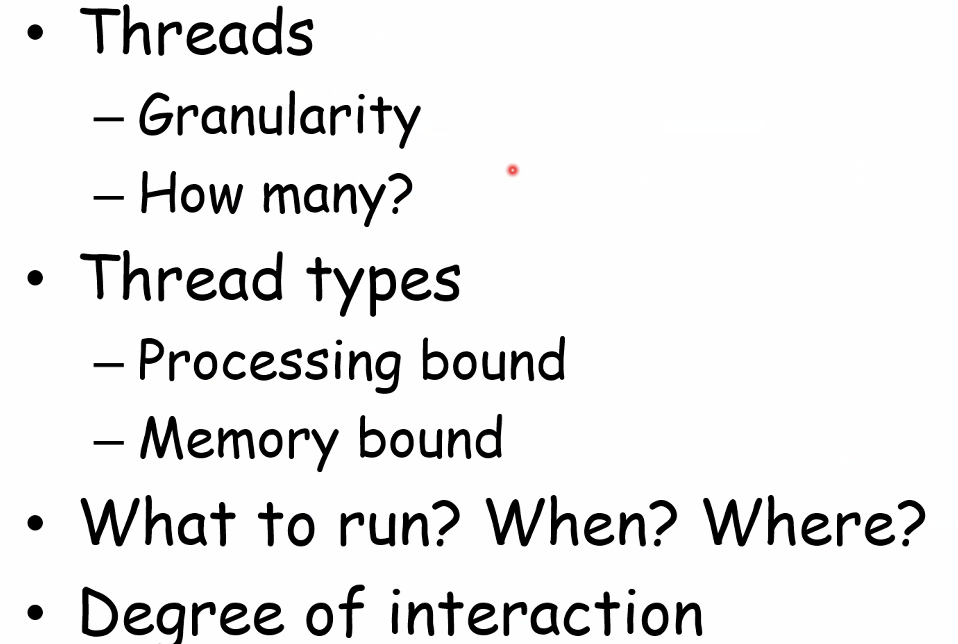 • Threads
– Granularity
– How many?
• Thread types
– Processing bound
– Memory bound
• What to run? When? Where?
• Degree of interaction